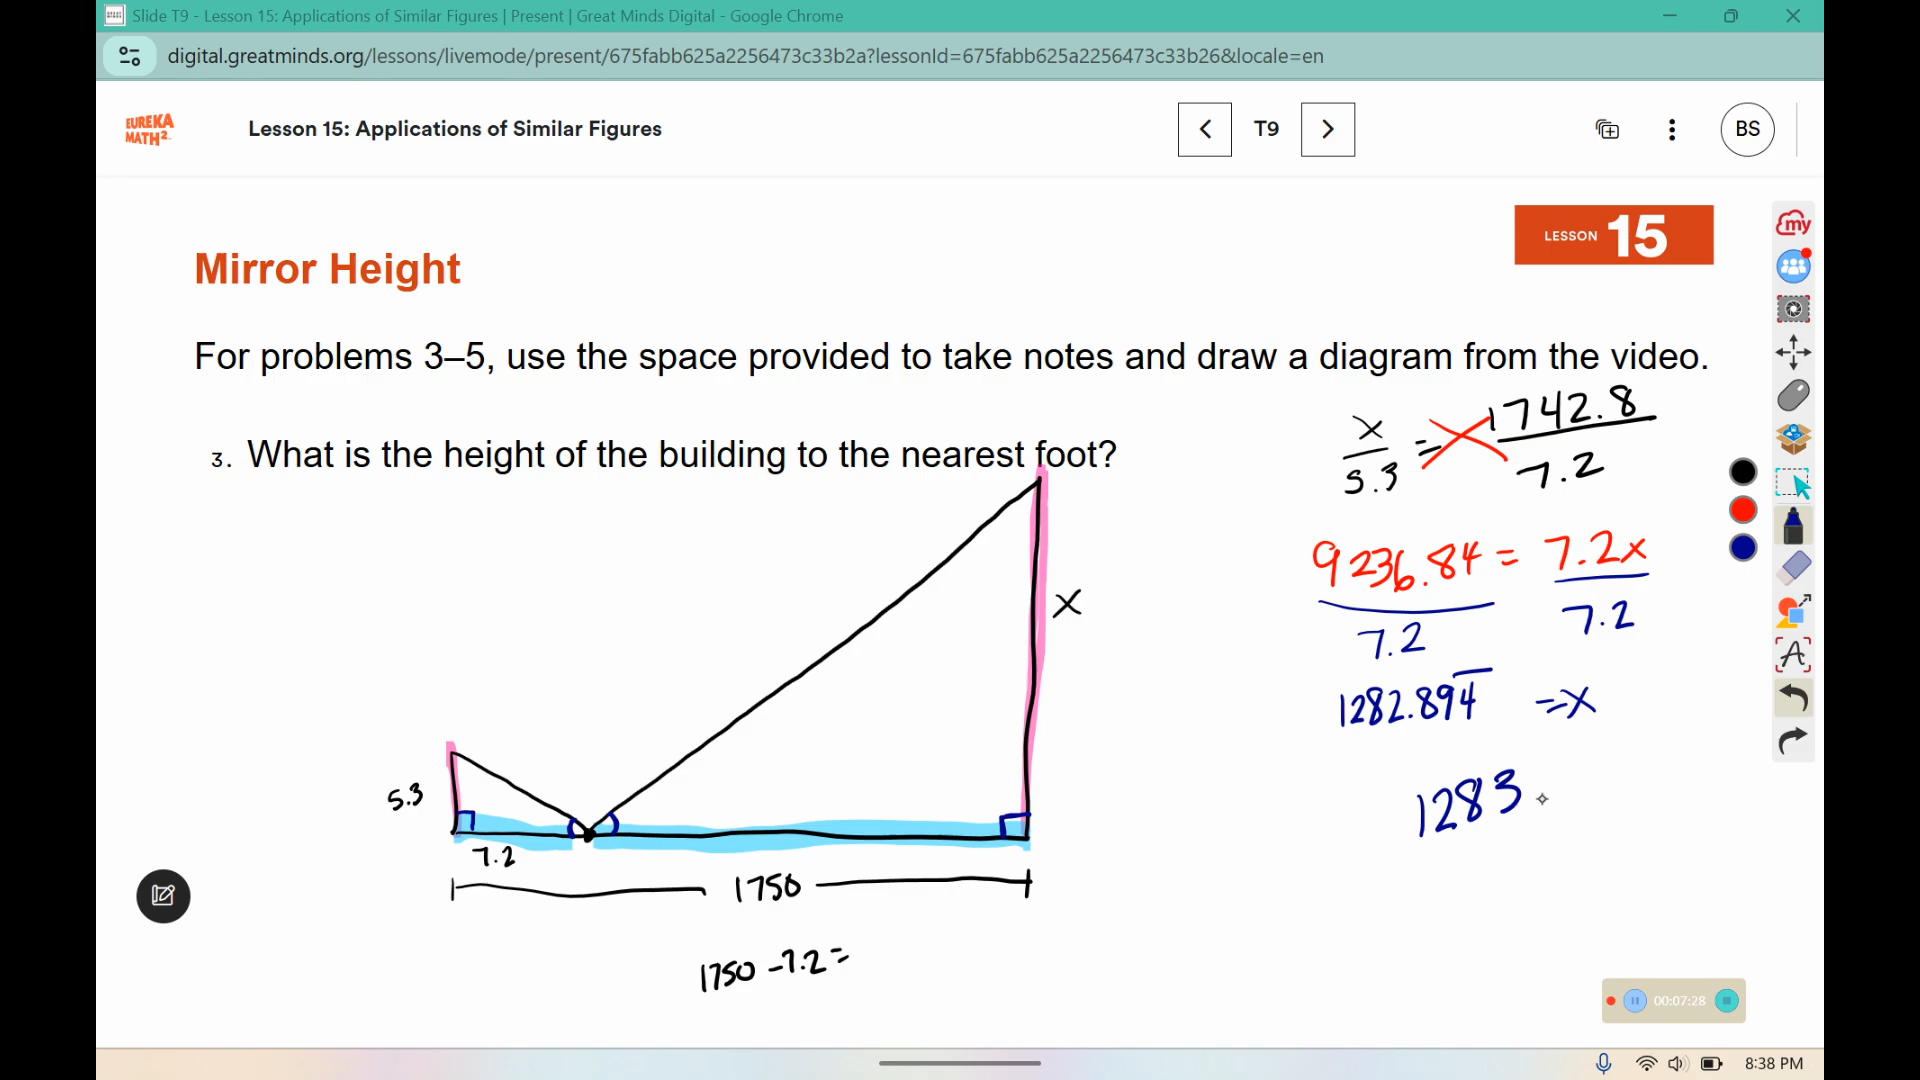 Slide T9 - Lesson 15: Applications of Similar Figures | Present | Great Minds Digital - Google Chrome
digital.greatminds.org/lessons/livemode/present/675fabb625a2256473c33b2a?lessonId=675fabb625a2256473c33b26&locale=en
EUREKA
MATH²
Lesson 15: Applications of Similar Figures
T9
BS
LESSON 15
my
Mirror Height
For problems 3–5, use the space provided to take notes and draw a diagram from the video.
3. What is the height of the building to the nearest foot?
x/5.3 = 1742.8/7.2
9236.84 = 7.2x
7.2 7.2
1282.894 = x
1283
x
5.3
7.2
1750
1750 - 7.2 =
A
00:07:28
8:38 PM